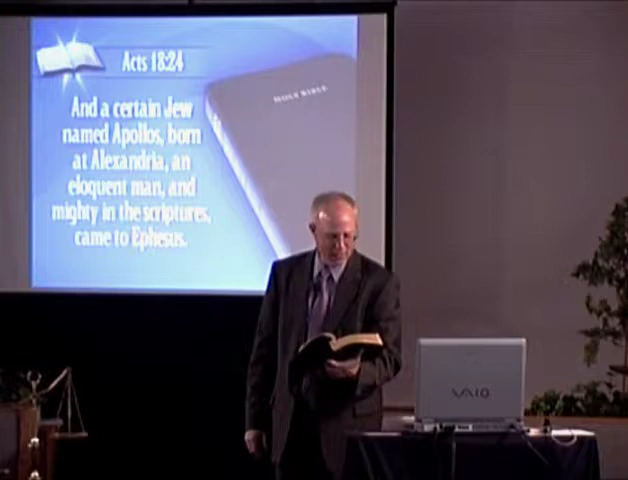 Acts 18:24
And a certain Jew
named Apollos, born
at Alexandria, an
eloquent man, and
mighty in the scriptures,
came to Ephesus.
HOLY BIBLE
VAIO